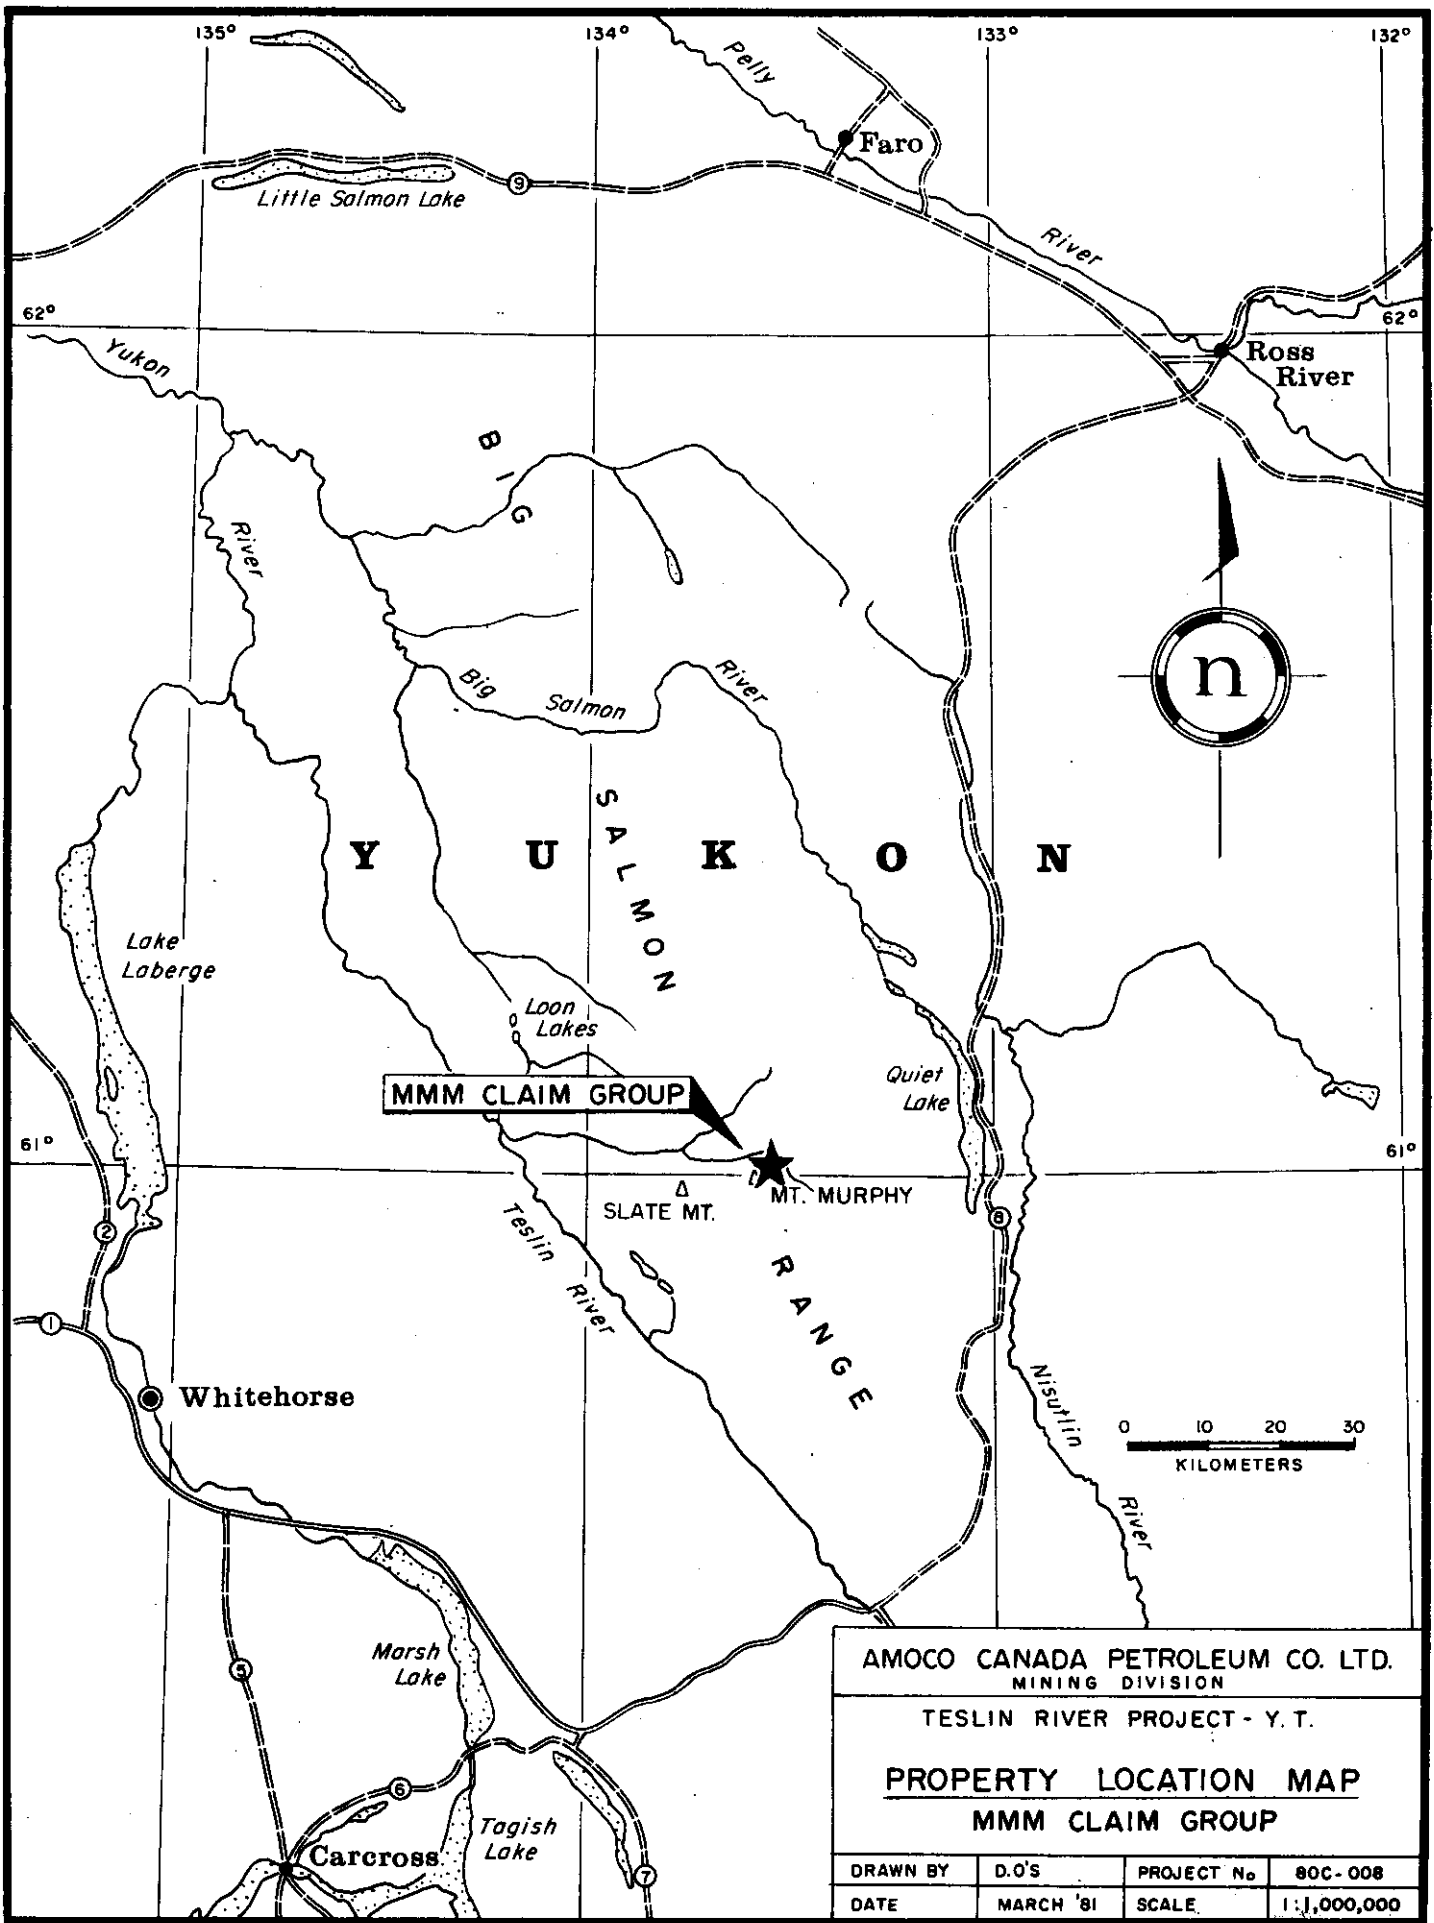 135°
134°
133°
132°
Pelly
Faro
9
Little Salmon Lake
River
62°
62°
Yukon
Ross
River
BIG
River
Big
Salmon
River
n
SALMON
YUKON
Lake
Laberge
Loon
Lakes
Quiet
Lake
MMM CLAIM GROUP
61°
61°
MT. MURPHY
SLATE MT.
8
2
Teslin
River
RANGE
1
Whitehorse
Nisutlin
River
0 10 20 30
KILOMETERS
Marsh
Lake
5
6
Tagish
Lake
Carcross
7
AMOCO CANADA PETROLEUM CO. LTD.
MINING DIVISION
TESLIN RIVER PROJECT - Y. T.
PROPERTY LOCATION MAP
MMM CLAIM GROUP
DRAWN BY D.O'S PROJECT No 80C-008
DATE MARCH '81 SCALE 1:1,000,000